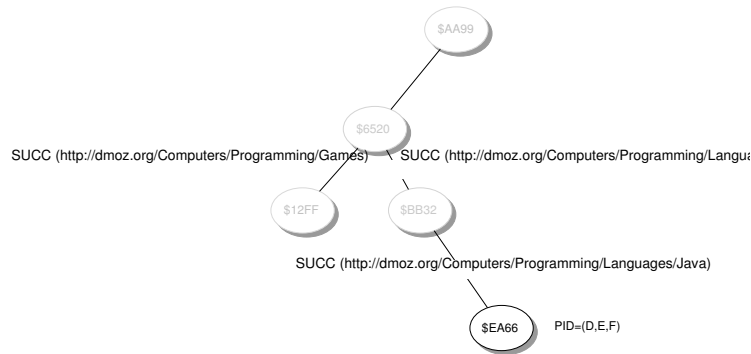 $AA99
$6520
SUCC (http://dmoz.org/Computers/Programming/Games)
SUCC (http://dmoz.org/Computers/Programming/Langua
$12FF
$BB32
SUCC (http://dmoz.org/Computers/Programming/Languages/Java)
$EA66
PID=(D,E,F)